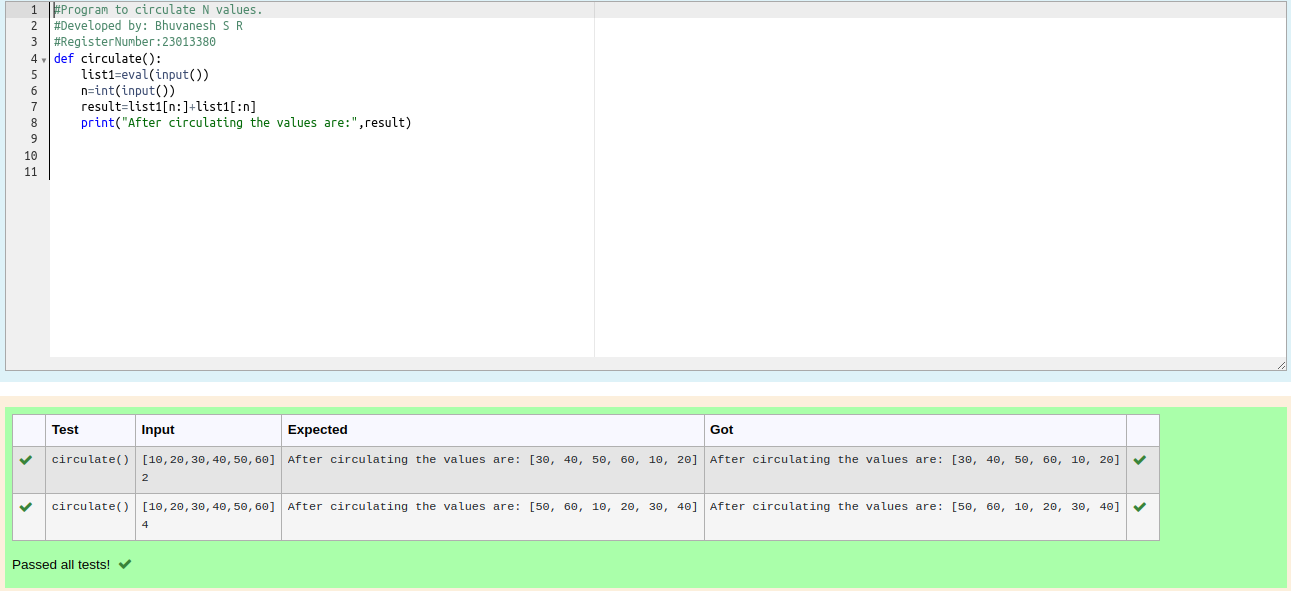 1 #Program to circulate N values.
2 #Developed by: Bhuvanesh S R
3 #RegisterNumber:23013380
4 def circulate():
5     list1=eval(input())
6     n=int(input())
7     result=list1[n:]+list1[:n]
8     print("After circulating the values are:",result)
9
10
11
Test Input Expected Got
circulate() [10,20,30,40,50,60] After circulating the values are: [30, 40, 50, 60, 10, 20] After circulating the values are: [30, 40, 50, 60, 10, 20]
2
circulate() [10,20,30,40,50,60] After circulating the values are: [50, 60, 10, 20, 30, 40] After circulating the values are: [50, 60, 10, 20, 30, 40]
4
Passed all tests!